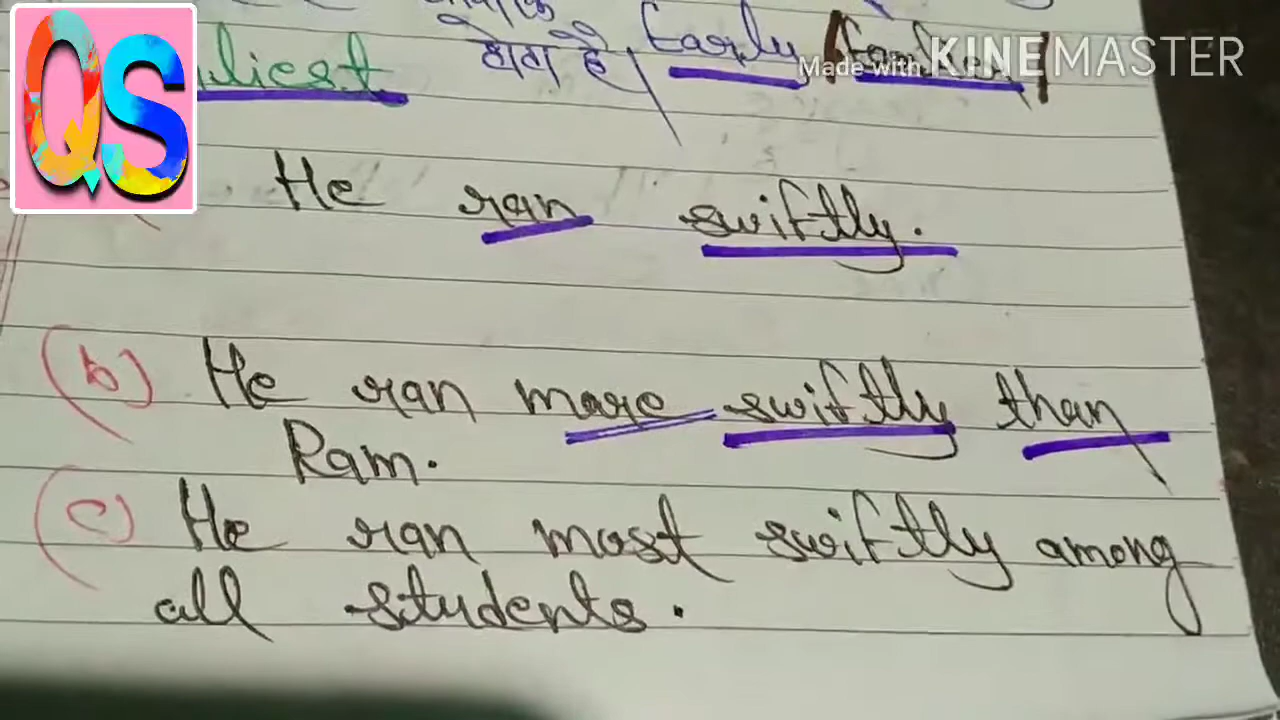 होता है। Early
QS
Made with KINEMASTER
He ran swiftly.
(b) He ran more swiftly than
Ram.
(c) He ran most swiftly among
all students.